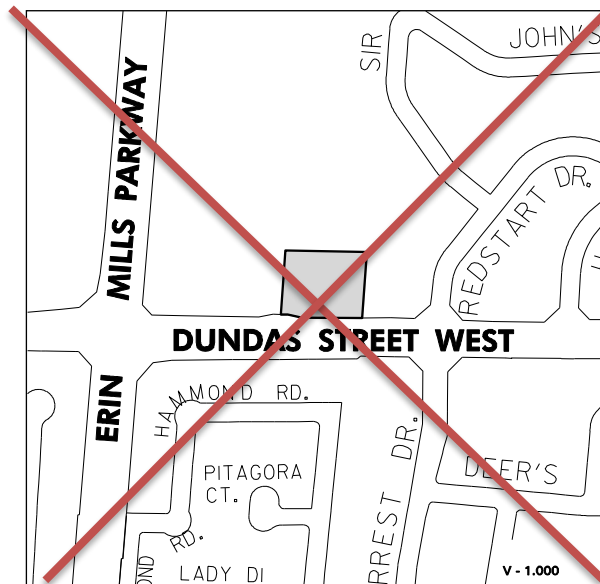 SIR
JOHN'S
MILLS PARKWAY
REDSTART DR.
DUNDAS STREET WEST
ERIN
HAMMOND RD.
PITAGORA
CT.
DEER'S
RREST DR.
OND RD.
LADY DI
V - 1.000